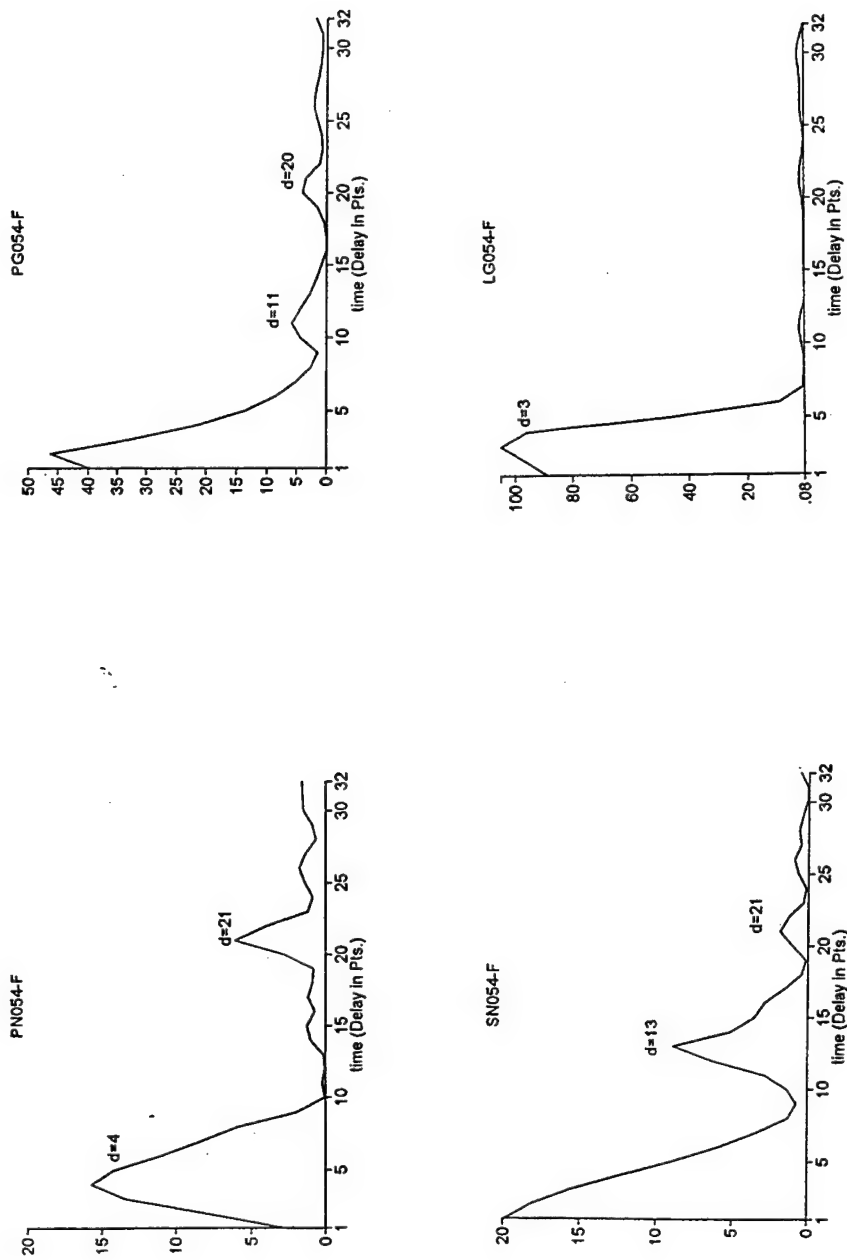 PN054-F
20
15
10
5
0
d=4
d=21
1 5 10 15 20 25 30 32
time (Delay in Pts.)
PG054-F
50
45
40
35
30
25
20
15
10
5
0
d=11
d=20
1 5 10 15 20 25 30 32
time (Delay in Pts.)
SN054-F
20
15
10
5
0
d=13
d=21
1 5 10 15 20 25 30 32
time (Delay in Pts.)
LG054-F
100
80
60
40
20
.08
d=3
1 5 10 15 20 25 30 32
time (Delay in Pts.)